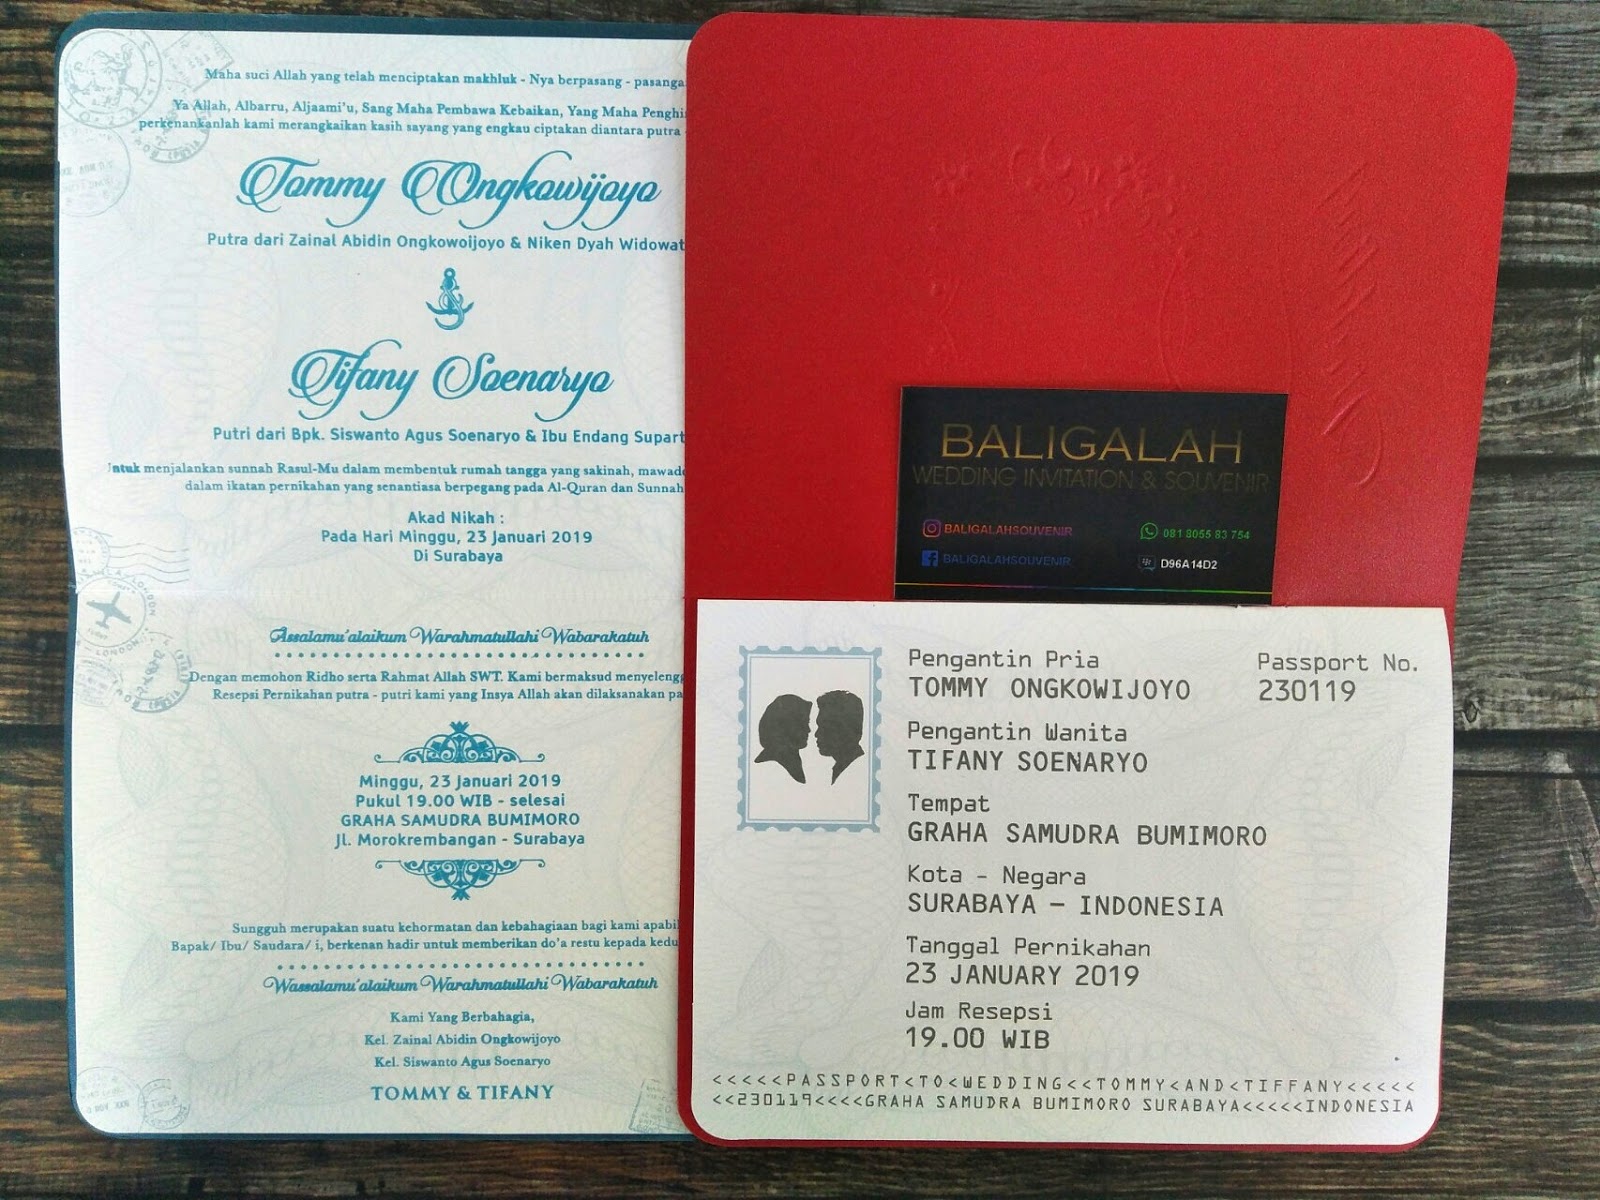 Maha suci Allah yang telah menciptakan makhluk - Nya berpasang - pasanga
Ya Allah, Albarru, Aljaami'u, Sang Maha Pembawa Kebaikan, Yang Maha Penghi
perkenankanlah kami merangkaikan kasih sayang yang engkau ciptakan diantara putra
Tommy Ongkowijoyo
Putra dari Zainal Abidin Ongkowoijoyo & Niken Dyah Widowat
Tifany Soenaryo
Putri dari Bpk. Siswanto Agus Soenaryo & Ibu Endang Supart
Untuk menjalankan sunnah Rasul-Mu dalam membentuk rumah tangga yang sakinah, mawad
dalam ikatan pernikahan yang senantiasa berpegang pada Al-Quran dan Sunnah
Akad Nikah :
Pada Hari Minggu, 23 Januari 2019
Di Surabaya
Assalamu'alaikum Warahmatullahi Wabarakatuh
Dengan memohon Ridho serta Rahmat Allah SWT. Kami bermaksud menyelengg
Resepsi Pernikahan putra - putri kami yang Insya Allah akan dilaksanakan pa
Minggu, 23 Januari 2019
Pukul 19.00 WIB - selesai
GRAHA SAMUDRA BUMIMORO
Jl. Morokrembangan - Surabaya
Sungguh merupakan suatu kehormatan dan kebahagiaan bagi kami apabil
Bapak/ Ibu/ Saudara/ i, berkenan hadir untuk memberikan do'a restu kepada kedu
Wassalamu'alaikum Warahmatullahi Wabarakatuh
Kami Yang Berbahagia,
Kel. Zainal Abidin Ongkowijoyo
Kel. Siswanto Agus Soenaryo
TOMMY & TIFANY
BALIGALAH
WEDDING INVITATION & SOUVENIR
BALIGALAHSOUVENIR
081 8055 83 754
BALIGALAHSOUVENIR
D96A14D2
Pengantin Pria
TOMMY ONGKOWIJOYO
Passport No.
230119
Pengantin Wanita
TIFANY SOENARYO
Tempat
GRAHA SAMUDRA BUMIMORO
Kota - Negara
SURABAYA – INDONESIA
Tanggal Pernikahan
23 JANUARY 2019
Jam Resepsi
19.00 WIB
<<<<<PASSPORT<TO<WEDDING<<TOMMY<AND<TIFFANY<<<<<
<<230119<<<<GRAHA SAMUDRA BUMIMORO SURABAYA<<<<<INDONESIA